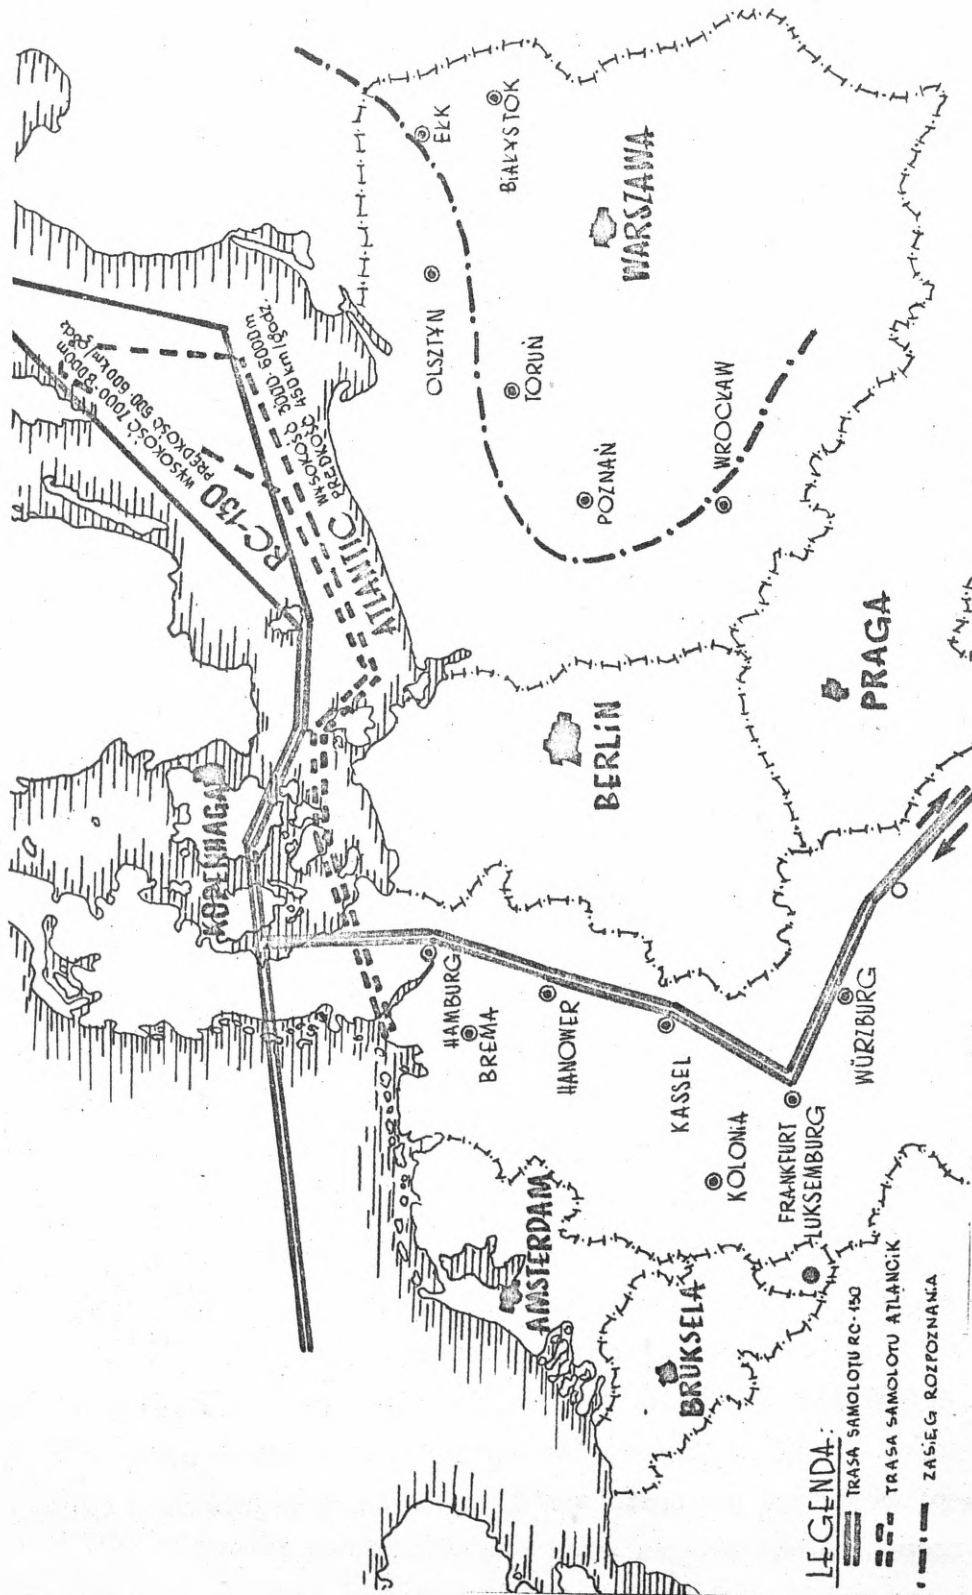 KOPENHAGA
RC-130
WYSOKOŚĆ 7000-8000m
PRĘDKOŚĆ 500-600 km/godz
ATLANTIC
WYSOKOŚĆ 3000-5000m
PRĘDKOŚĆ 450 km/godz.
EŁK
BIAŁYSTOK
OLSZTYN
TORUŃ
WARSZAWA
POZNAŃ
WROCŁAW
BERLIN
PRAGA
HAMBURG
BREMA
HANOWER
KASSEL
KOLONIA
FRANKFURT
WÜRZBURG
LUKSEMBURG
AMSTERDAM
BRUKSELA
LEGENDA:
TRASA SAMOLOTU RC-130
TRASA SAMOLOTU ATLANCIK
ZASIĘG ROZPOZNANIA